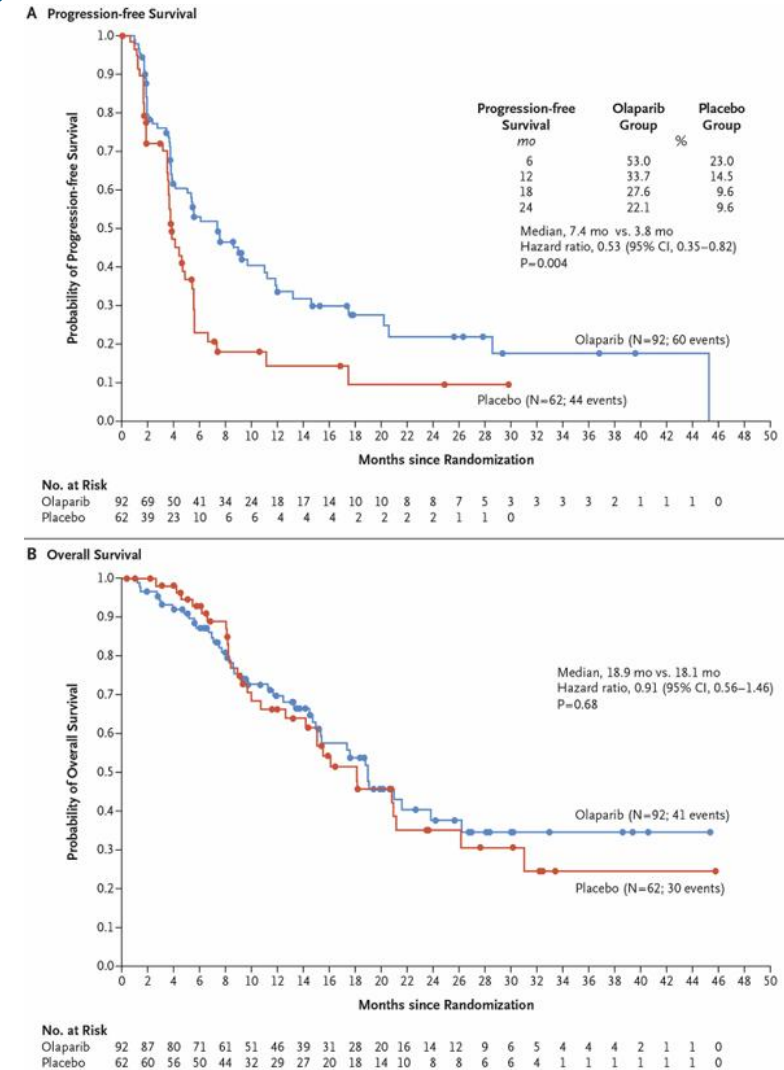 A Progression-free Survival
Probability of Progression-free Survival
1.0
0.9
0.8
0.7
0.6
0.5
0.4
0.3
0.2
0.1
0.0
Progression-free Survival Olaparib Group Placebo Group
mo %
6 53.0 23.0
12 33.7 14.5
18 27.6 9.6
24 22.1 9.6
Median, 7.4 mo vs. 3.8 mo
Hazard ratio, 0.53 (95% CI, 0.35–0.82)
P=0.004
Olaparib (N=92; 60 events)
Placebo (N=62; 44 events)
0 2 4 6 8 10 12 14 16 18 20 22 24 26 28 30 32 34 36 38 40 42 44 46 48 50
Months since Randomization
No. at Risk
Olaparib 92 69 50 41 34 24 18 17 14 10 10 8 8 7 5 3 3 3 3 2 1 1 1 0
Placebo 62 39 23 10 6 6 4 4 4 2 2 2 2 1 1 0
B Overall Survival
Probability of Overall Survival
1.0
0.9
0.8
0.7
0.6
0.5
0.4
0.3
0.2
0.1
0.0
Median, 18.9 mo vs. 18.1 mo
Hazard ratio, 0.91 (95% CI, 0.56–1.46)
P=0.68
Olaparib (N=92; 41 events)
Placebo (N=62; 30 events)
0 2 4 6 8 10 12 14 16 18 20 22 24 26 28 30 32 34 36 38 40 42 44 46 48 50
Months since Randomization
No. at Risk
Olaparib 92 87 80 71 61 51 46 39 31 28 20 16 14 12 9 6 5 4 4 4 2 1 1 0
Placebo 62 60 56 50 44 32 29 27 20 18 14 10 8 8 6 6 4 1 1 1 1 1 1 0